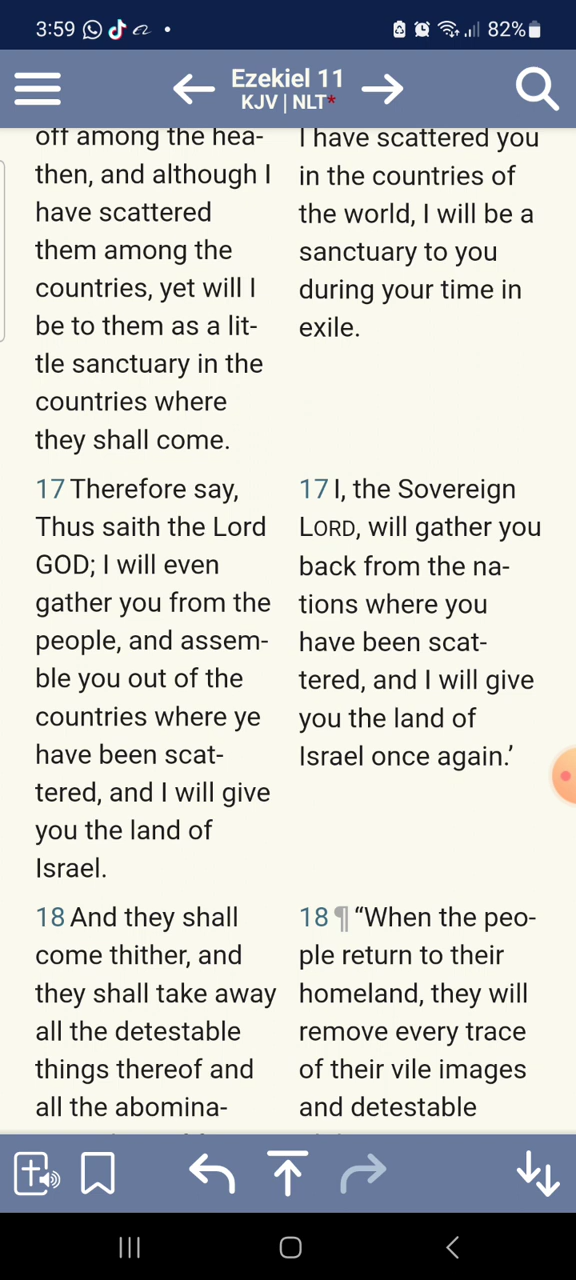 3:59
82%
Ezekiel 11
KJV | NLT*
off among the hea-
then, and although I
have scattered
them among the
countries, yet will I
be to them as a lit-
tle sanctuary in the
countries where
they shall come.
17 Therefore say,
Thus saith the Lord
GOD; I will even
gather you from the
people, and assem-
ble you out of the
countries where ye
have been scat-
tered, and I will give
you the land of
Israel.
18 And they shall
come thither, and
they shall take away
all the detestable
things thereof and
all the abomina-
I have scattered you
in the countries of
the world, I will be a
sanctuary to you
during your time in
exile.
17 I, the Sovereign
LORD, will gather you
back from the na-
tions where you
have been scat-
tered, and I will give
you the land of
Israel once again.’
18 ¶ “When the peo-
ple return to their
homeland, they will
remove every trace
of their vile images
and detestable